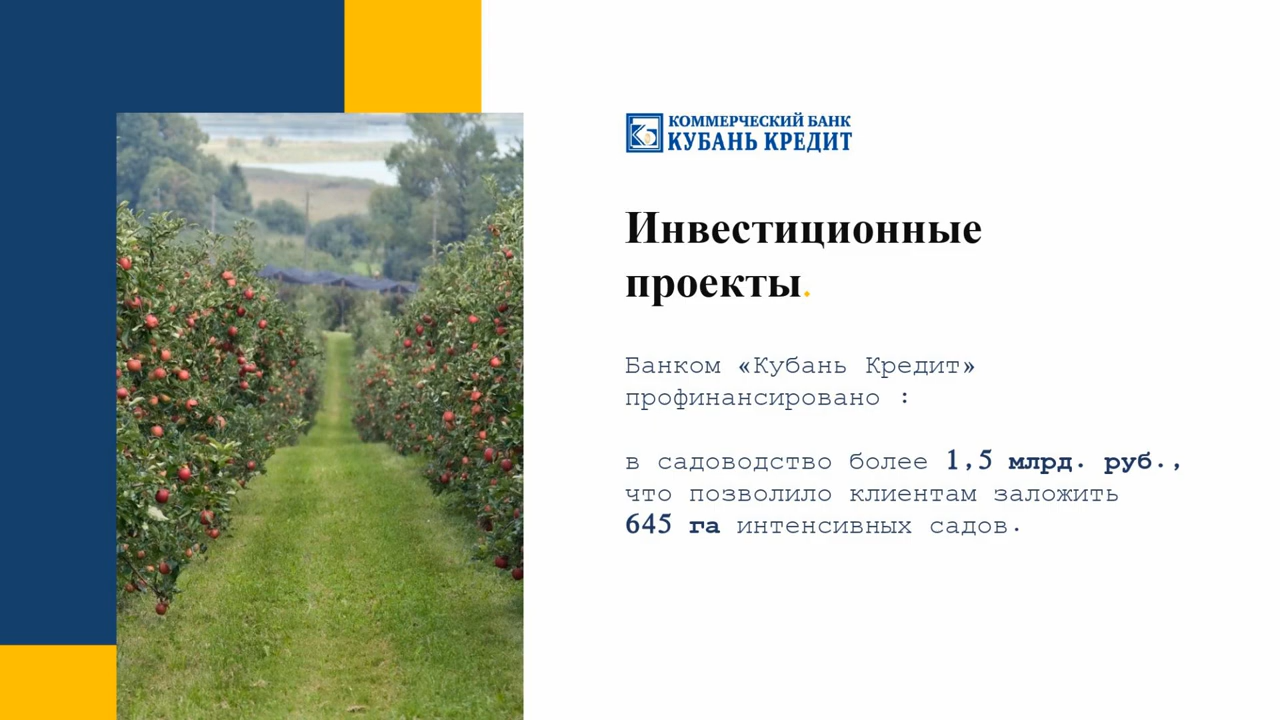 КОММЕРЧЕСКИЙ БАНК
КУБАНЬ КРЕДИТ
Инвестиционные
проекты.
Банком «Кубань Кредит»
профинансировано :
в садоводство более 1,5 млрд. руб.,
что позволило клиентам заложить
645 га интенсивных садов.